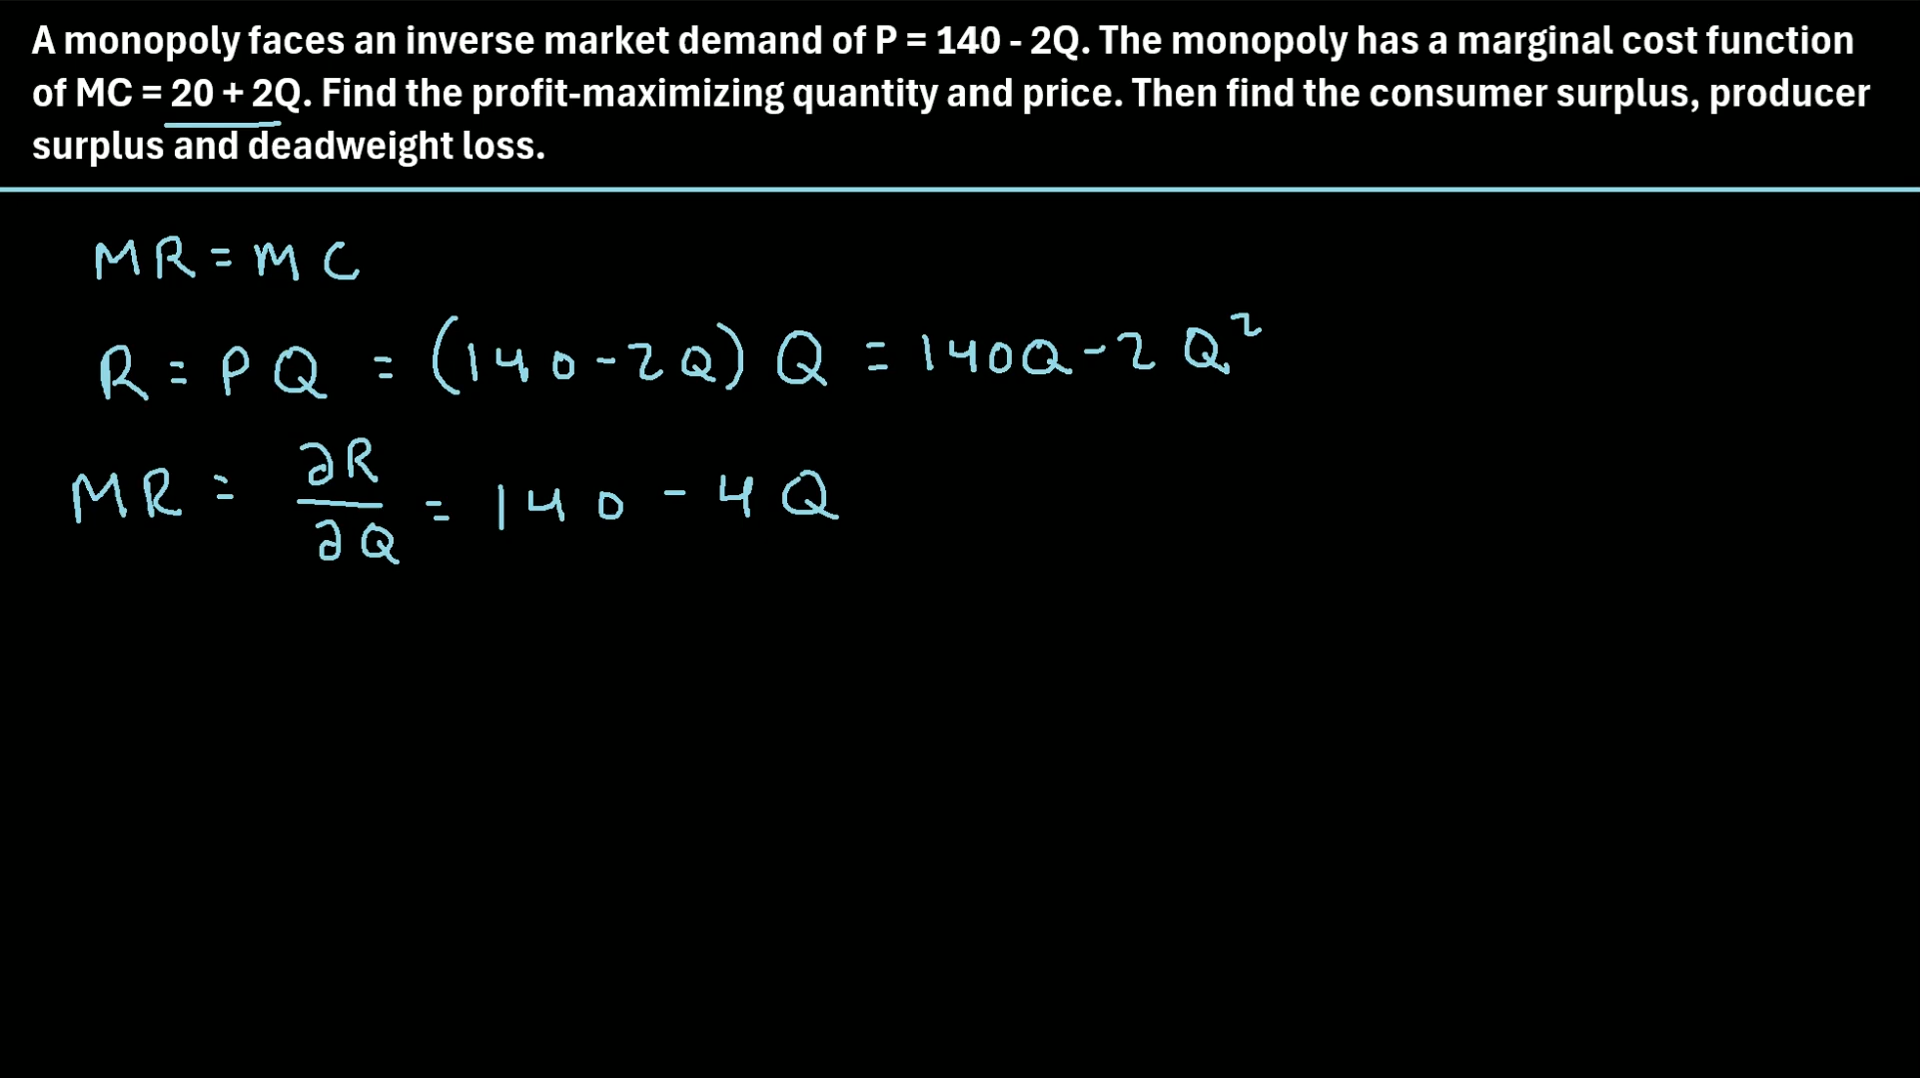 A monopoly faces an inverse market demand of P = 140 - 2Q. The monopoly has a marginal cost function
of MC = 20 + 2Q. Find the profit-maximizing quantity and price. Then find the consumer surplus, producer
surplus and deadweight loss.
MR = MC
R = PQ = (140-2Q) Q = 140Q - 2Q²
MR = ∂R/∂Q = 140 - 4Q